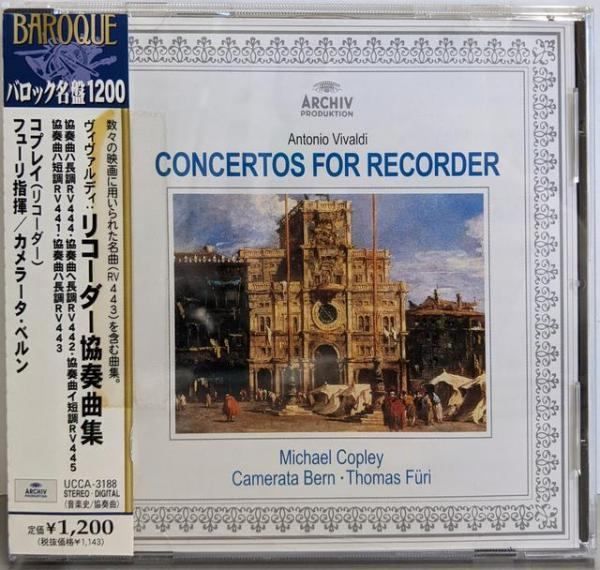 BAROQUE
バロック名盤1200
数々の映画に用いられた名曲(RV443)を含む曲集。
ヴィヴァルディ:リコーダー協奏曲集
協奏曲ハ長調RV444・協奏曲ヘ長調RV442・協奏曲イ短調RV445
協奏曲ハ短調RV441・協奏曲ハ長調RV443
コプレイ(リコーダー)
フューリ指揮/カメラータ・ベルン
ARCHIV
PRODUKTION
UCCA-3188
STEREO・DIGITAL
(音楽史/協奏曲)
定価¥1,200
(税抜価格¥1,143)
ARCHIV
PRODUKTION
Antonio Vivaldi
CONCERTOS FOR RECORDER
Michael Copley
Camerata Bern · Thomas Füri